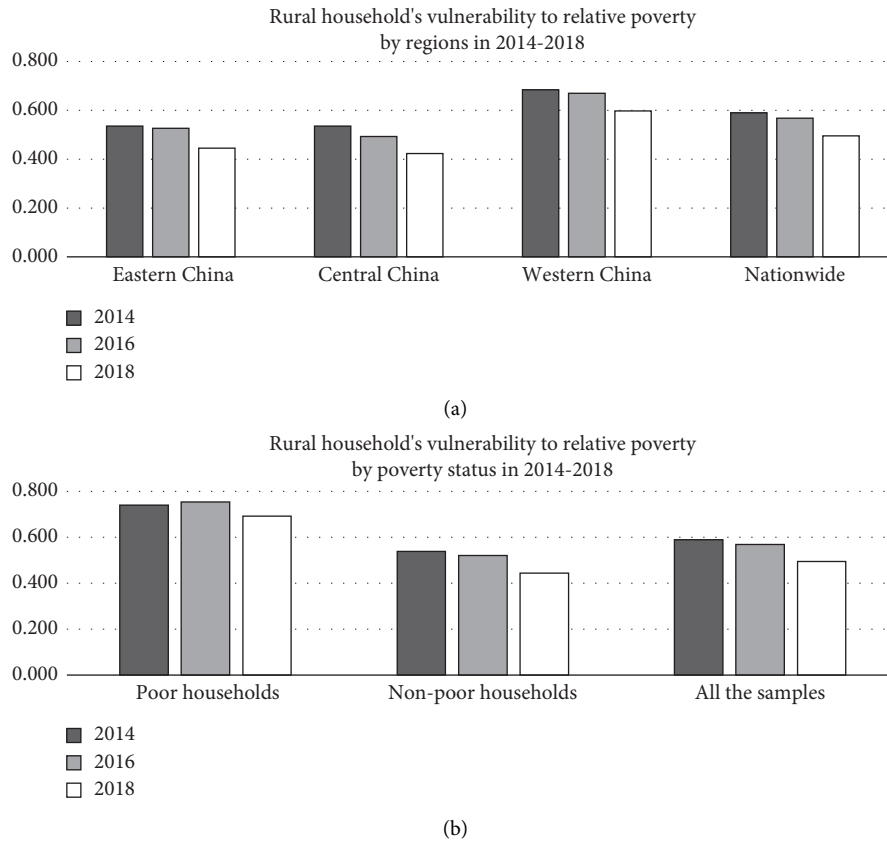 Rural household's vulnerability to relative poverty
by regions in 2014-2018
0.800
0.600
0.400
0.200
0.000
Eastern China Central China Western China Nationwide
2014
2016
2018
(a)
Rural household's vulnerability to relative poverty
by poverty status in 2014-2018
0.800
0.600
0.400
0.200
0.000
Poor households Non-poor households All the samples
2014
2016
2018
(b)